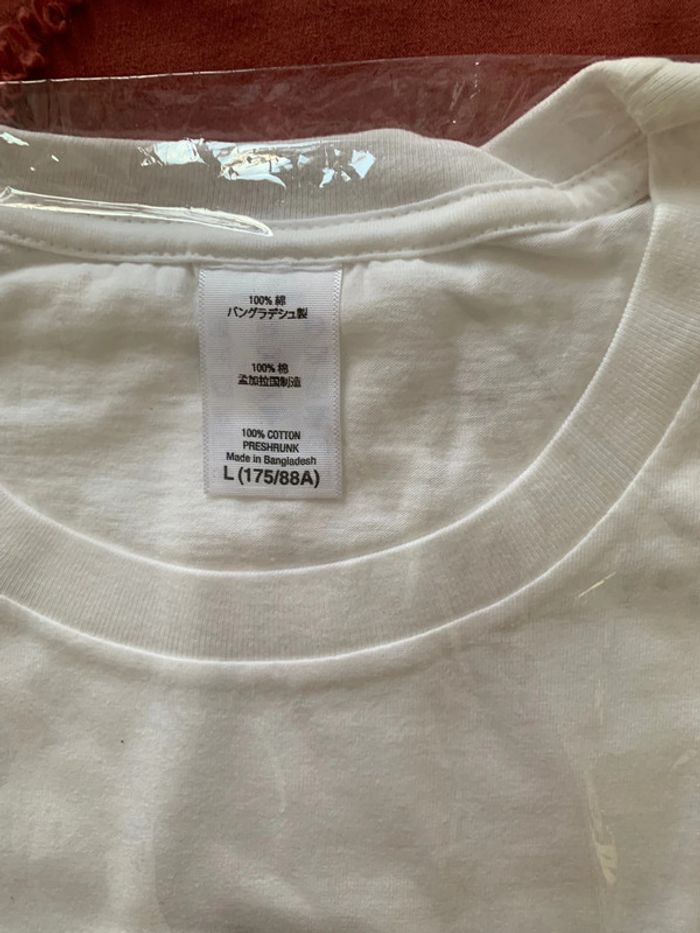 100% 綿
バングラデシュ製
100% 棉
孟加拉国制造
100% COTTON
PRESHRUNK
Made in Bangladesh
L (175/88A)